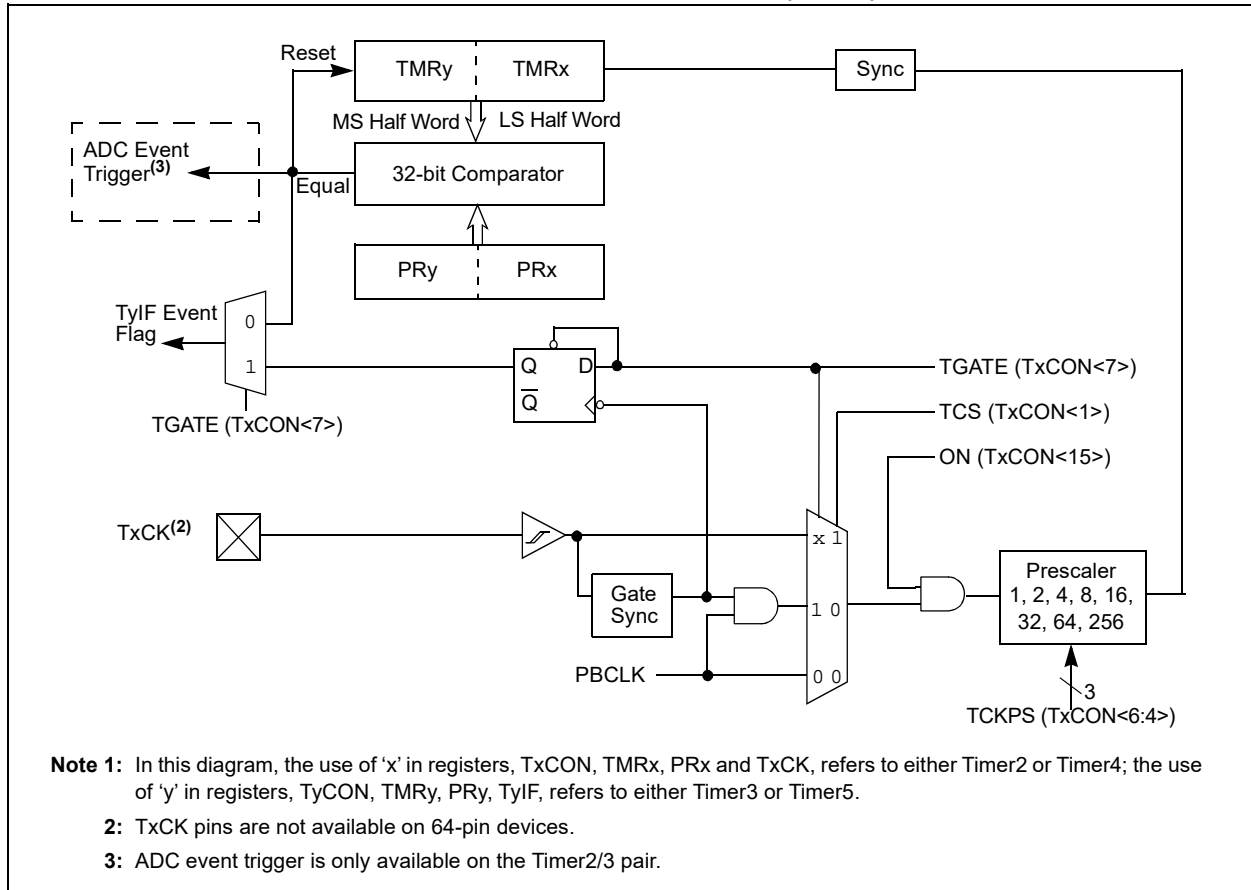 Reset
TMRy TMRx
Sync
MS Half Word LS Half Word
ADC Event
Trigger(3)
Equal
32-bit Comparator
PRy PRx
TyIF Event
Flag
0
1
TGATE (TxCON<7>)
Q D
Q
TGATE (TxCON<7>)
TCS (TxCON<1>)
ON (TxCON<15>)
TxCK(2)
x 1
Gate
Sync
1 0
PBCLK
0 0
Prescaler
1, 2, 4, 8, 16,
32, 64, 256
3
TCKPS (TxCON<6:4>)
Note 1: In this diagram, the use of ‘x’ in registers, TxCON, TMRx, PRx and TxCK, refers to either Timer2 or Timer4; the use
of ‘y’ in registers, TyCON, TMRy, PRy, TyIF, refers to either Timer3 or Timer5.
2: TxCK pins are not available on 64-pin devices.
3: ADC event trigger is only available on the Timer2/3 pair.